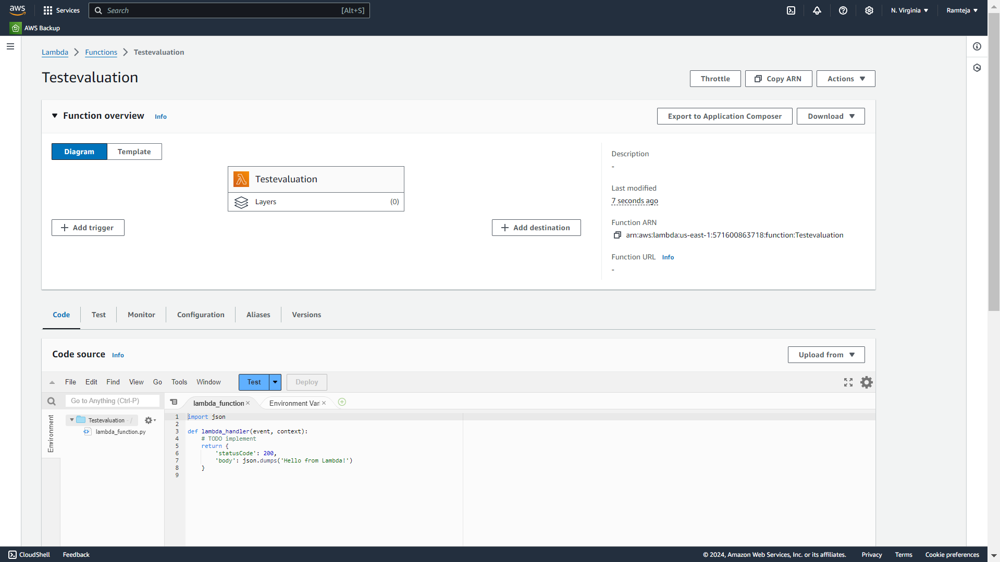 aws Services Search [Alt+S] N. Virginia Ramteja
AWS Backup
Lambda Functions Testevaluation
Testevaluation
Throttle Copy ARN Actions
Function overview Info Export to Application Composer Download
Diagram Template
Testevaluation
Layers (0)
Add trigger
Add destination
Description
-
Last modified
7 seconds ago
Function ARN
arn:aws:lambda:us-east-1:571600863718:function:Testevaluation
Function URL Info
-
Code Test Monitor Configuration Aliases Versions
Code source Info Upload from
File Edit Find View Go Tools Window Test Deploy
Go to Anything (Ctrl-P) lambda_function Environment Vari
Environment
Testevaluation - /
lambda_function.py
1 import json
2
3 def lambda_handler(event, context):
4 # TODO implement
5 return {
6 'statusCode': 200,
7 'body': json.dumps('Hello from Lambda!')
8 }
9
CloudShell Feedback © 2024, Amazon Web Services, Inc. or its affiliates. Privacy Terms Cookie preferences